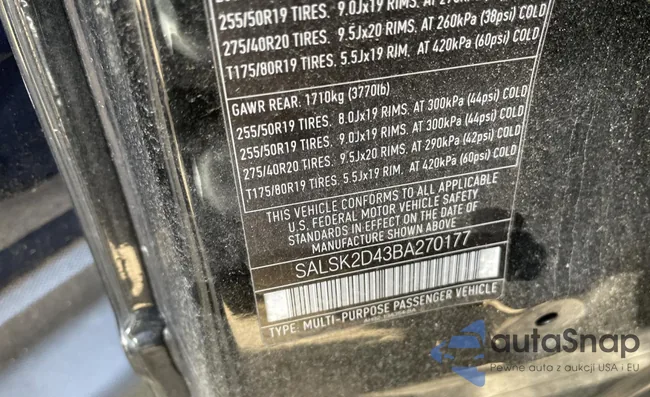 255/50R19 TIRES. 9.0Jx19 RIMS. AT
275/40R20 TIRES. 9.5Jx20 RIMS. AT 260kPa (38psi) COLD
T175/80R19 TIRES. 5.5Jx19 RIM. AT 420kPa (60psi) COLD
GAWR REAR: 1710kg (3770lb)
255/50R19 TIRES. 8.0Jx19 RIMS. AT 300kPa (44psi) COLD
255/50R19 TIRES. 9.0Jx19 RIMS. AT 300kPa (44psi) COLD
275/40R20 TIRES. 9.5Jx20 RIMS. AT 290kPa (42psi) COLD
T175/80R19 TIRES. 5.5Jx19 RIM. AT 420kPa (60psi) COLD
THIS VEHICLE CONFORMS TO ALL APPLICABLE
U.S. FEDERAL MOTOR VEHICLE SAFETY
STANDARDS IN EFFECT ON THE DATE OF
MANUFACTURE SHOWN ABOVE.
SALSK2D43BA270177
TYPE: MULTI-PURPOSE PASSENGER VEHICLE
autaSnap
Pewne auto z aukcji USA i EU